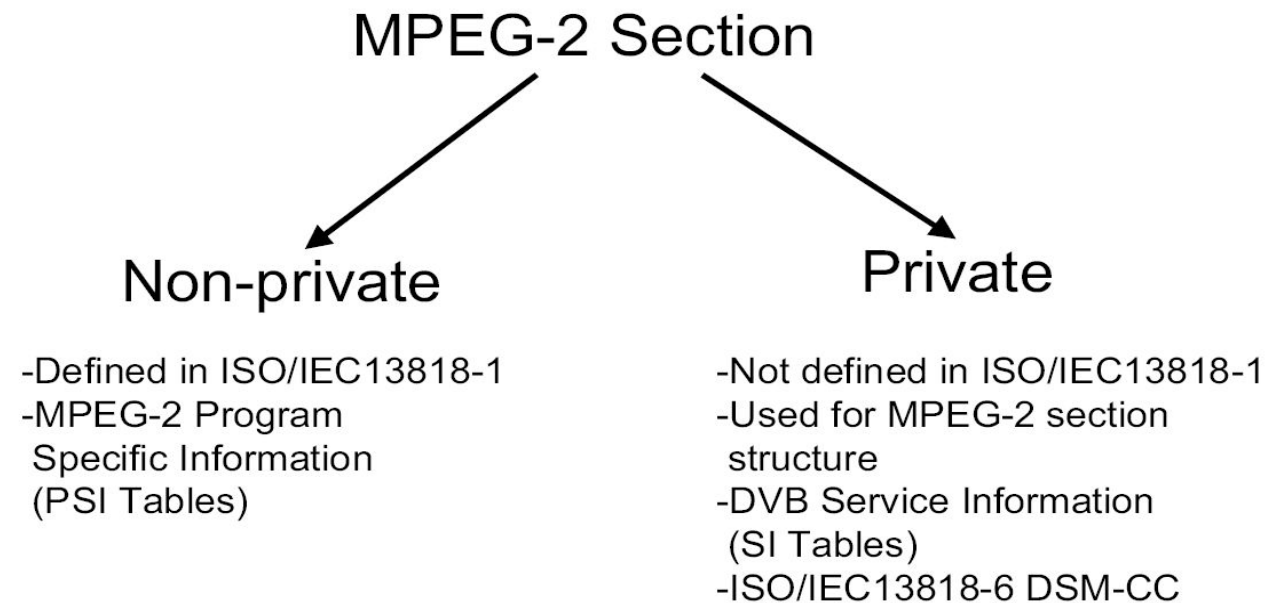 MPEG-2 Section
Non-private
-Defined in ISO/IEC13818-1
-MPEG-2 Program
Specific Information
(PSI Tables)
Private
-Not defined in ISO/IEC13818-1
-Used for MPEG-2 section
structure
-DVB Service Information
(SI Tables)
-ISO/IEC13818-6 DSM-CC